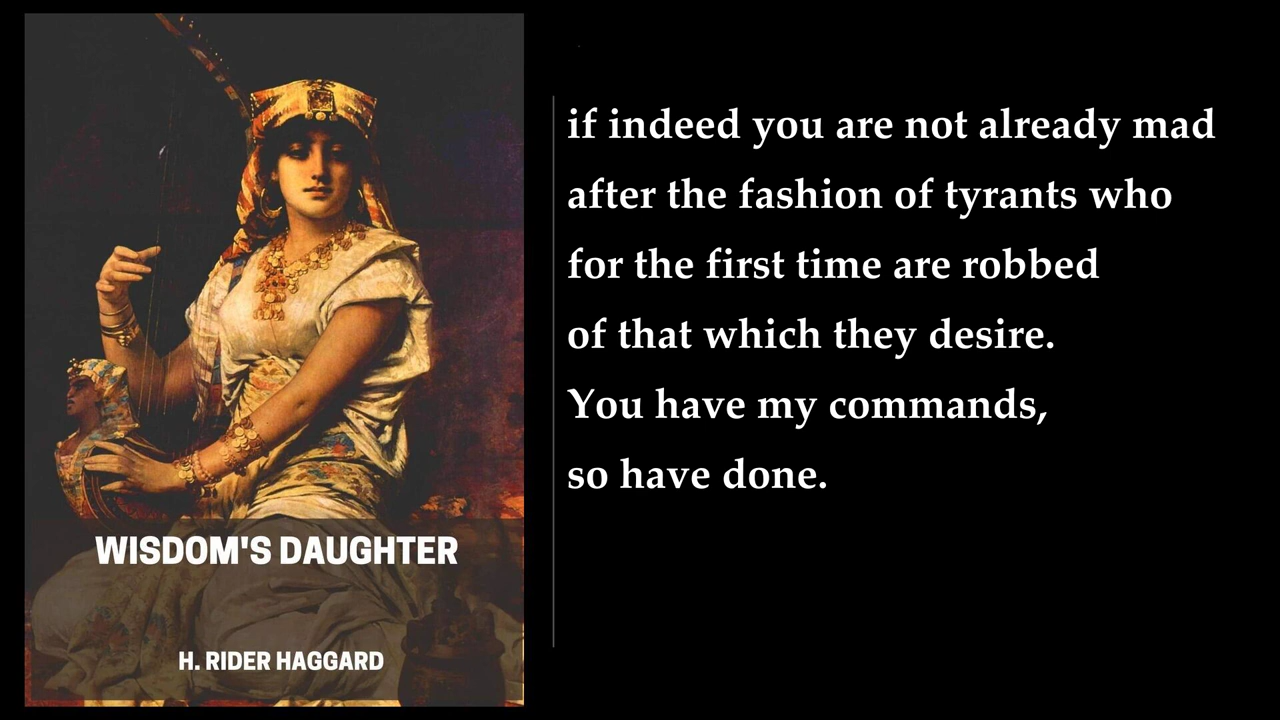 WISDOM'S DAUGHTER
H. RIDER HAGGARD
if indeed you are not already mad
after the fashion of tyrants who
for the first time are robbed
of that which they desire.
You have my commands,
so have done.